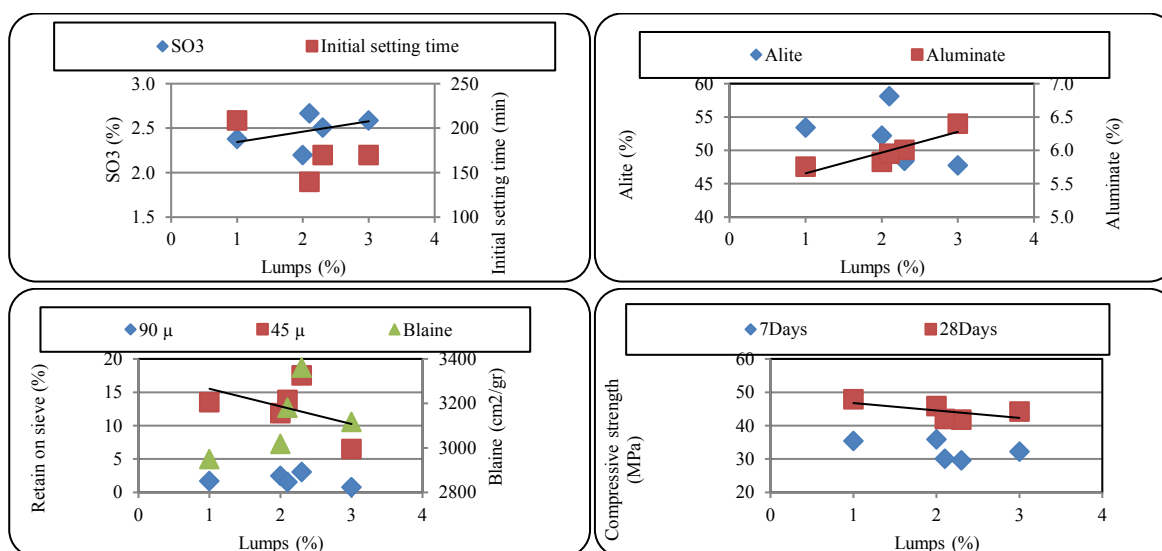 SO3 Initial setting time
SO3 (%)
3.0
2.5
2.0
1.5
250
200
150
100
Initial setting time (min)
0 1 2 3 4
Lumps (%)
Alite Aluminate
Alite (%)
60
55
50
45
40
7.0
6.5
6.0
5.5
5.0
Aluminate (%)
0 1 2 3 4
Lumps (%)
90 µ 45 µ Blaine
Retain on sieve (%)
20
15
10
5
0
3400
3200
3000
2800
Blaine (cm2/gr)
0 1 2 3 4
Lumps (%)
7Days 28Days
Compressive strength
(MPa)
60
50
40
30
20
0 1 2 3 4
Lumps (%)